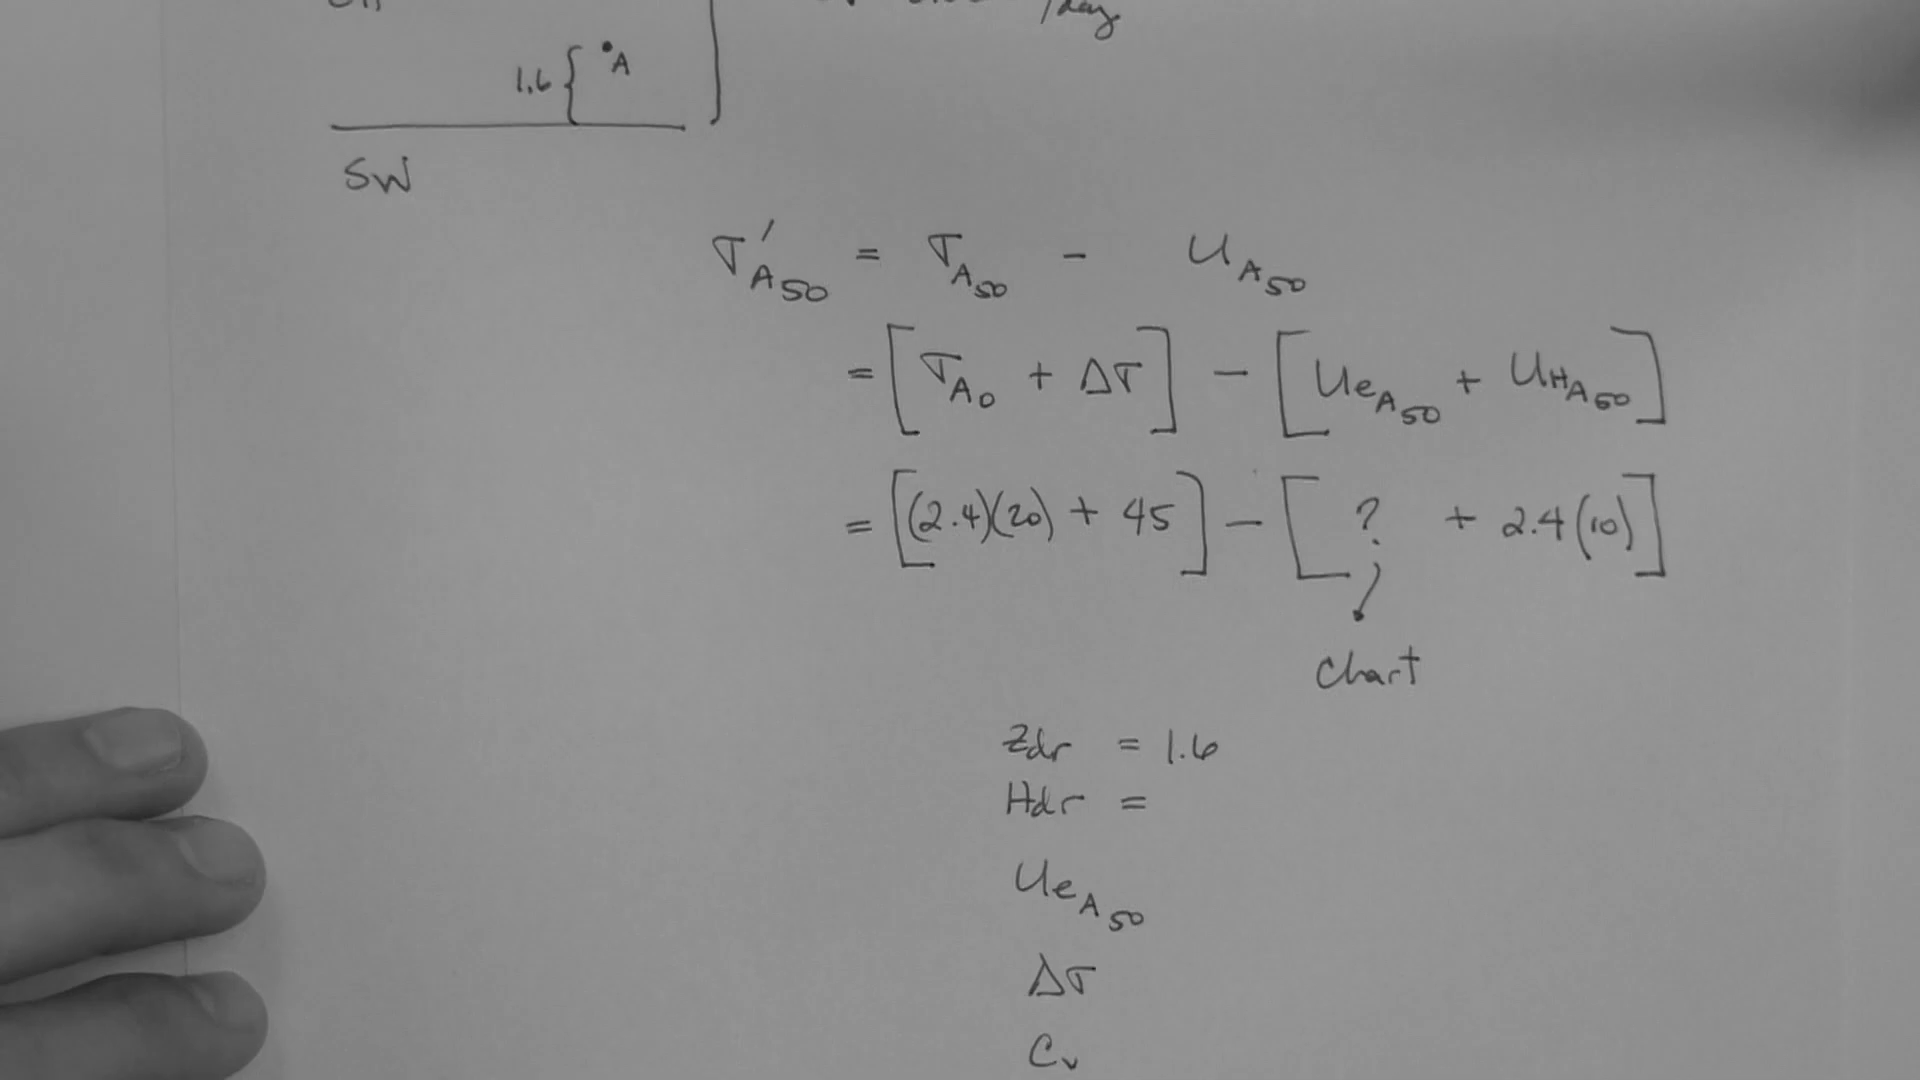 /day
1.6 { •A
SW
σ'A50 = σA50 - UA50
= [σA0 + Δσ] - [UeA50 + UHA50]
= [(2.4)(20) + 45] - [? + 2.4(10)]
Chart
Zdr = 1.6
Hdr =
UeA50
Δσ
Cv